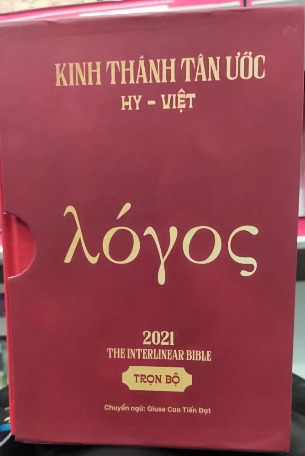 KINH THÁNH TÂN ƯỚC
HY - VIỆT
λόγος
2021
THE INTERLINEAR BIBLE
TRỌN BỘ
Chuyển ngữ: Giuse Cao Tiến Đạt